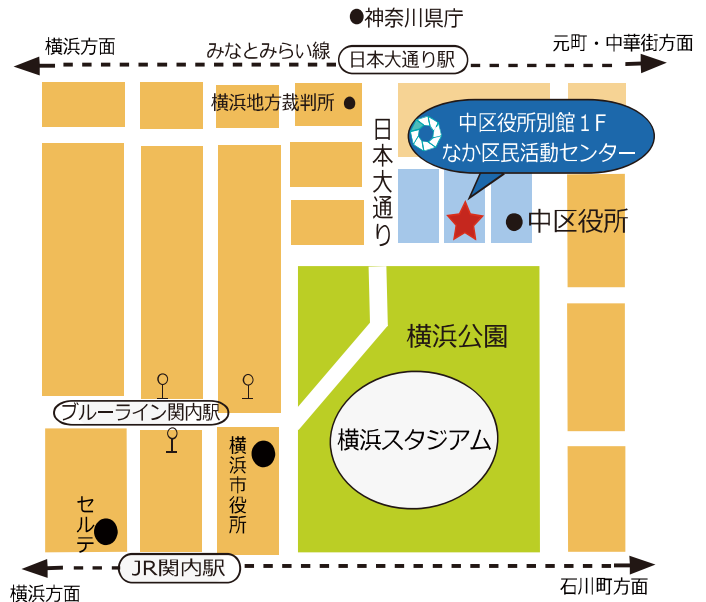 神奈川県庁
横浜方面
みなとみらい線
日本大通り駅
元町・中華街方面
横浜地方裁判所
日本大通り
中区役所別館１F
なか区民活動センター
中区役所
横浜公園
ブルーライン関内駅
横浜スタジアム
横浜市役所
セルテ
JR関内駅
横浜方面
石川町方面